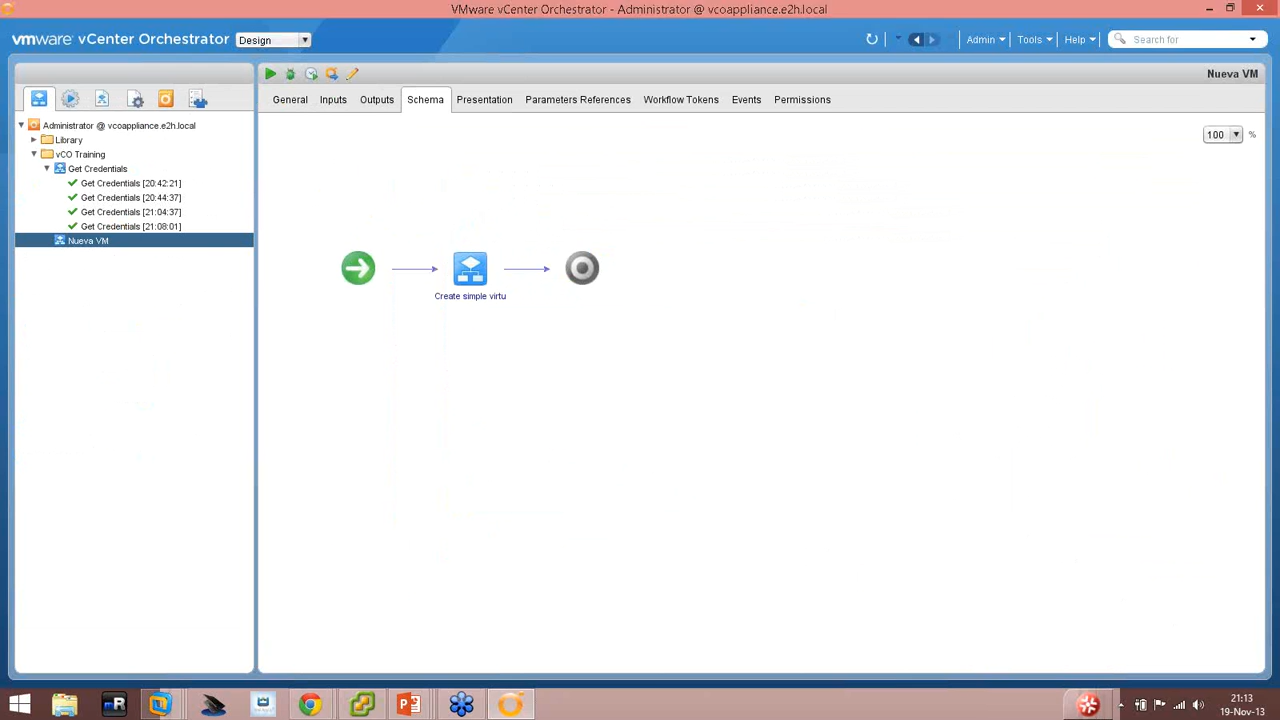 VMware vCenter Orchestrator - Administrator @ vcoappliance.e2h.local
vmware vCenter Orchestrator Design Admin Tools Help Search for
Nueva VM
General Inputs Outputs Schema Presentation Parameters References Workflow Tokens Events Permissions
Administrator @ vcoappliance.e2h.local
100 %
Library
vCO Training
Get Credentials
Get Credentials [20:42:21]
Get Credentials [20:44:37]
Get Credentials [21:04:37]
Get Credentials [21:08:01]
Nueva VM
Create simple virtu
21:13
19-Nov-13